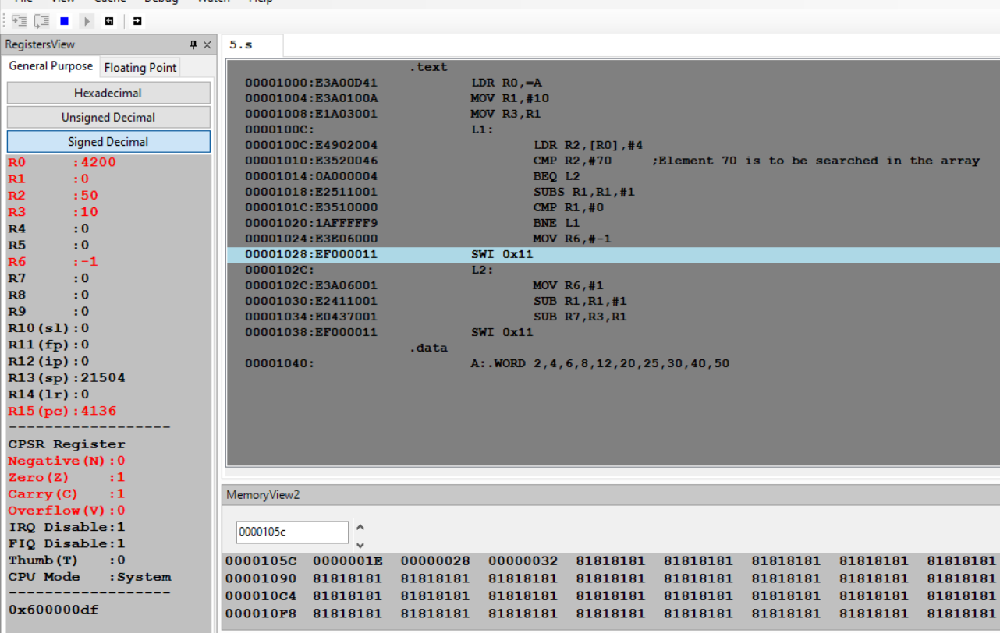 File View Cache Debug Watch Help
RegistersView
General Purpose Floating Point
Hexadecimal
Unsigned Decimal
Signed Decimal
R0 :4200
R1 :0
R2 :50
R3 :10
R4 :0
R5 :0
R6 :-1
R7 :0
R8 :0
R9 :0
R10(sl):0
R11(fp):0
R12(ip):0
R13(sp):21504
R14(lr):0
R15(pc):4136
-------------------
CPSR Register
Negative(N):0
Zero(Z) :1
Carry(C) :1
Overflow(V):0
IRQ Disable:1
FIQ Disable:1
Thumb(T) :0
CPU Mode :System
-------------------
0x600000df
5.s
.text
00001000:E3A00D41 LDR R0,=A
00001004:E3A0100A MOV R1,#10
00001008:E1A03001 MOV R3,R1
0000100C: L1:
0000100C:E4902004 LDR R2,[R0],#4
00001010:E3520046 CMP R2,#70 ;Element 70 is to be searched in the array
00001014:0A000004 BEQ L2
00001018:E2511001 SUBS R1,R1,#1
0000101C:E3510000 CMP R1,#0
00001020:1AFFFFF9 BNE L1
00001024:E3E06000 MOV R6,#-1
00001028:EF000011 SWI 0x11
0000102C: L2:
0000102C:E3A06001 MOV R6,#1
00001030:E2411001 SUB R1,R1,#1
00001034:E0437001 SUB R7,R3,R1
00001038:EF000011 SWI 0x11
.data
00001040: A:.WORD 2,4,6,8,12,20,25,30,40,50
MemoryView2
0000105c
0000105C 0000001E 00000028 00000032 81818181 81818181 81818181 81818181 81818181
00001090 81818181 81818181 81818181 81818181 81818181 81818181 81818181 81818181
000010C4 81818181 81818181 81818181 81818181 81818181 81818181 81818181 81818181
000010F8 81818181 81818181 81818181 81818181 81818181 81818181 81818181 81818181